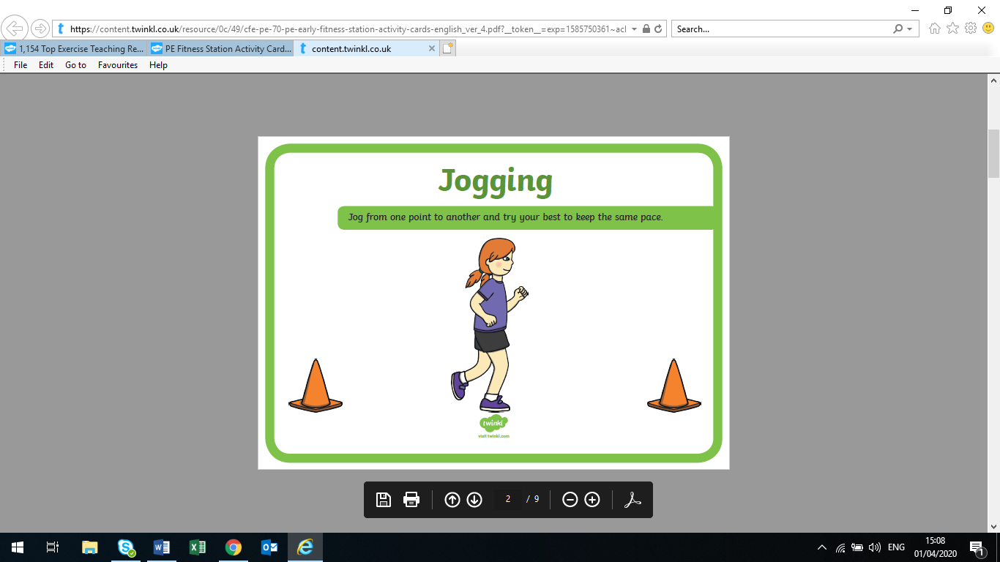 https://content.twinkl.co.uk/resource/0c/49/cfe-pe-70-pe-early-fitness-station-activity-cards-english_ver_4.pdf?__token__=exp=1585750361~acl
Search...
1,154 Top Exercise Teaching Re...
PE Fitness Station Activity Card...
content.twinkl.co.uk
File Edit Go to Favourites Help
Jogging
Jog from one point to another and try your best to keep the same pace.
twinkl
visit twinkl.com
2 / 9
ENG
15:08
01/04/2020
1